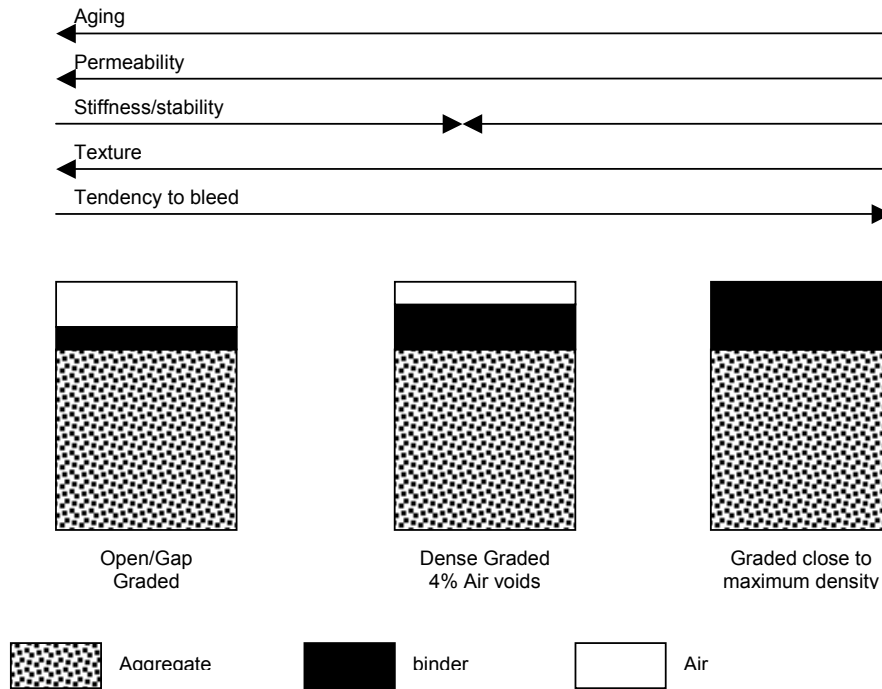 Aging
Permeability
Stiffness/stability
Texture
Tendency to bleed
Open/Gap
Graded
Dense Graded
4% Air voids
Graded close to
maximum density
Aggregate
binder
Air